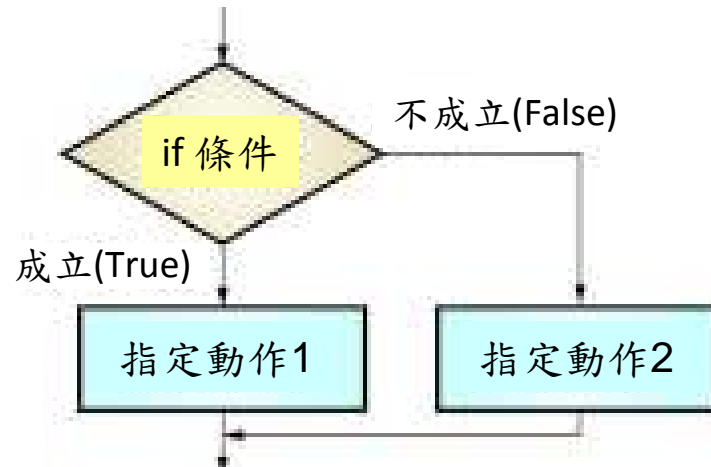 不成立(False)
if 條件
成立(True)
指定動作1
指定動作2